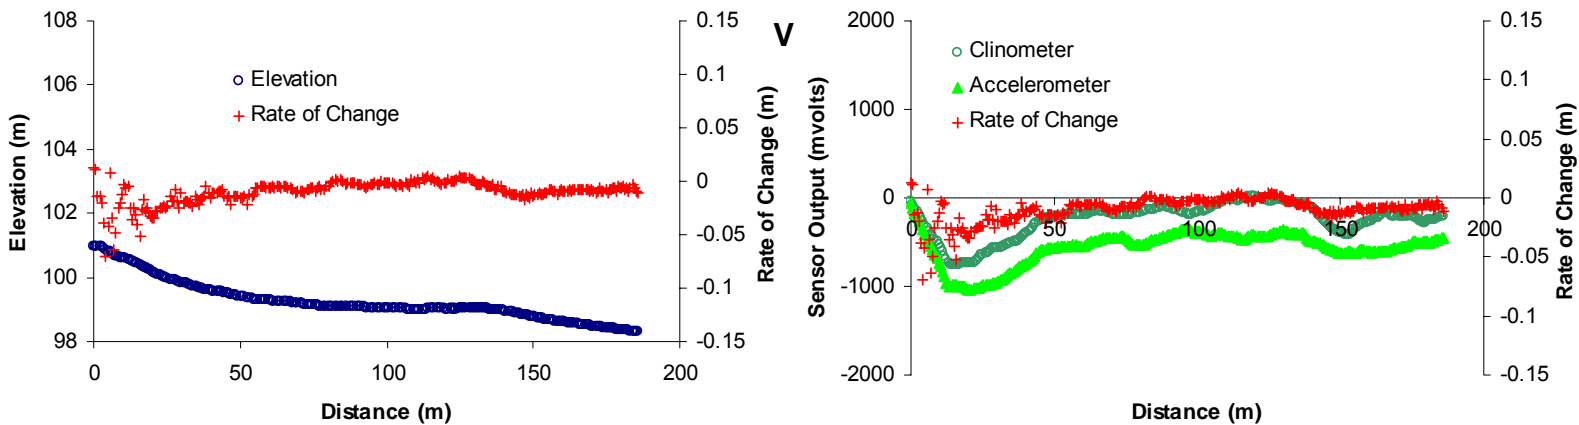 108
106
104
102
100
98
Elevation (m)
0
50
100
150
200
Distance (m)
0.15
0.1
0.05
0
-0.05
-0.1
-0.15
Rate of Change (m)
Elevation
Rate of Change
V
2000
1000
0
-1000
-2000
Sensor Output (mvolts)
0
50
100
150
200
Distance (m)
0.15
0.1
0.05
0
-0.05
-0.1
-0.15
Rate of Change (m)
Clinometer
Accelerometer
Rate of Change